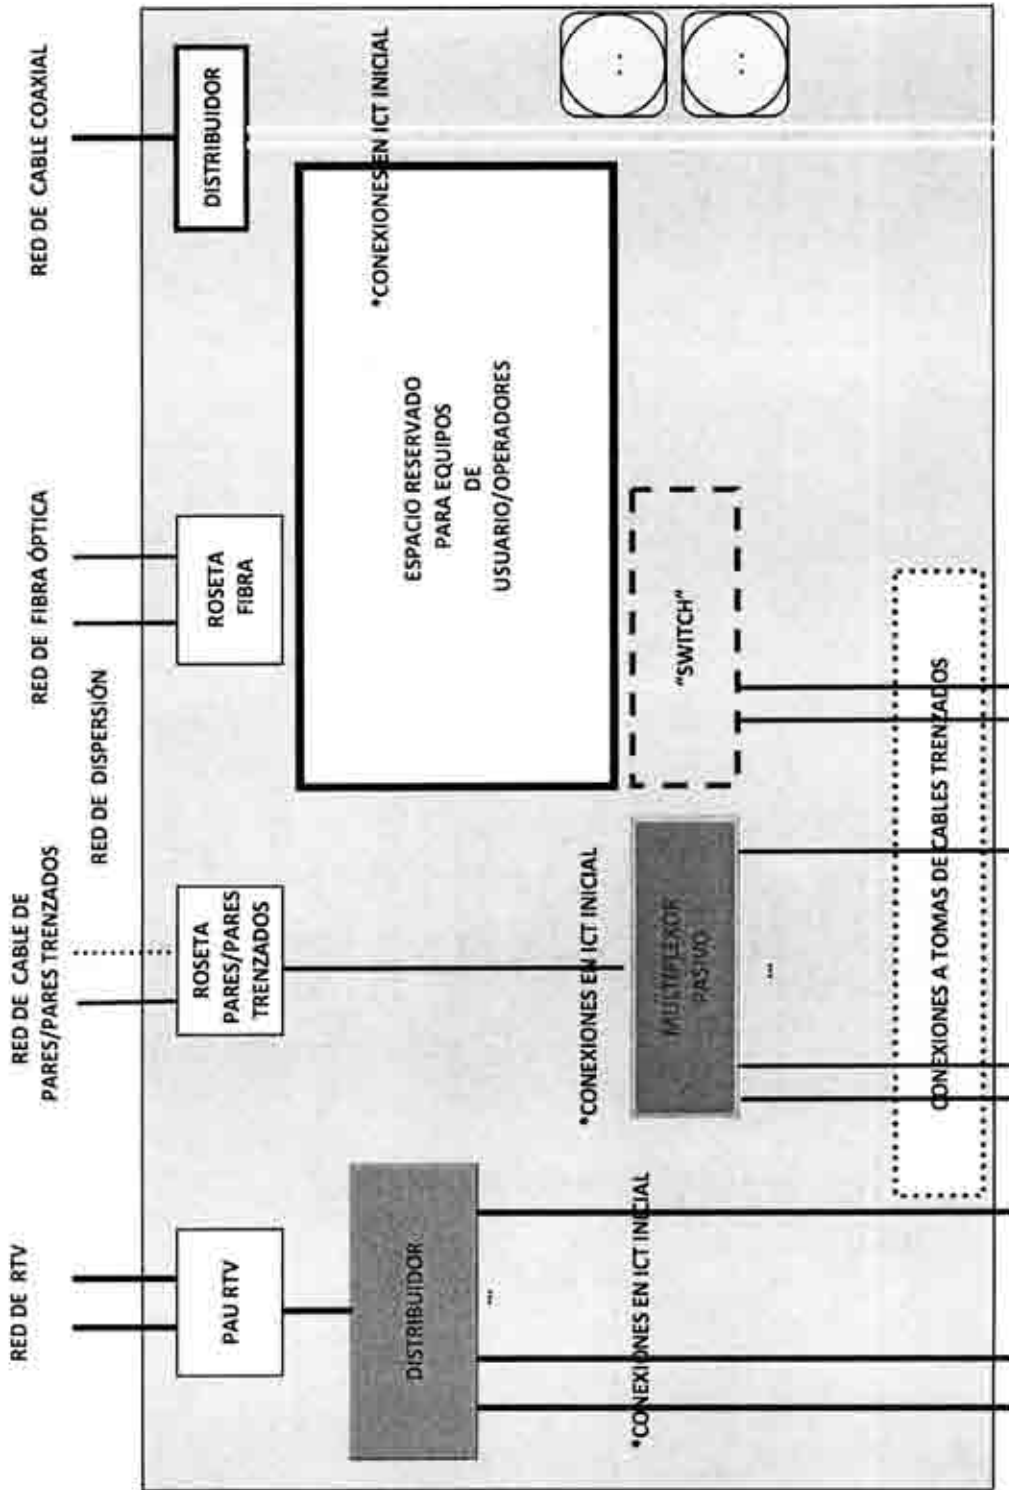 RED DE RTV
RED DE CABLE DE
PARES/PARES TRENZADOS
RED DE FIBRA ÓPTICA
RED DE CABLE COAXIAL
RED DE DISPERSIÓN
PAU RTV
ROSETA
PARES/PARES
TRENZADOS
ROSETA
FIBRA
DISTRIBUIDOR
DISTRIBUIDOR
...
*CONEXIONES EN ICT INICIAL
*CONEXIONES EN ICT INICIAL
*CONEXIONES EN ICT INICIAL
ESPACIO RESERVADO
PARA EQUIPOS
DE
USUARIO/OPERADORES
MULTIPLEXOR
PASIVO
...
"SWITCH"
CONEXIONES A TOMAS DE CABLES TRENZADOS